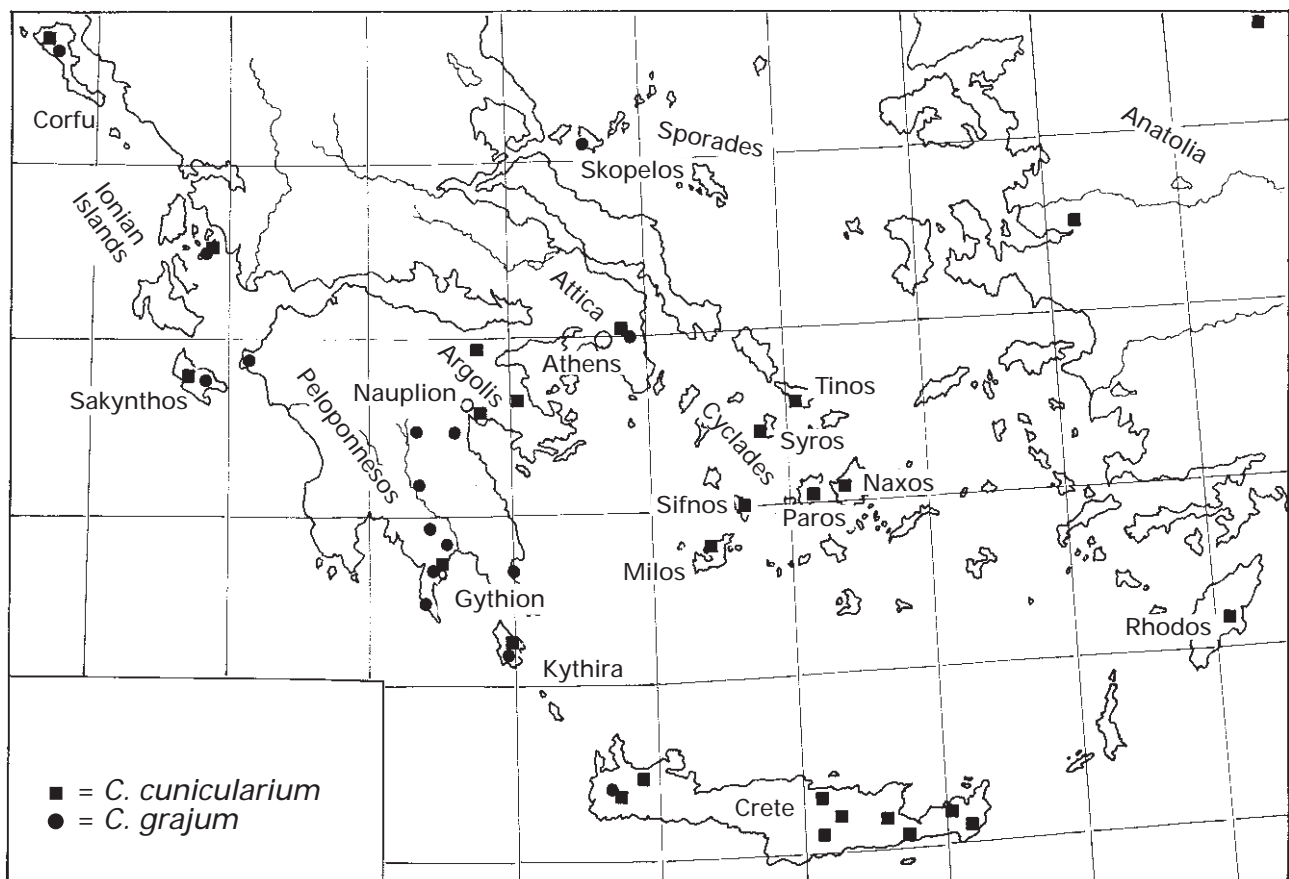 Corfu
Ionian
Islands
Sporades
Skopelos
Anatolia
Attica
Athens
Argolis
Nauplion
Sakynthos
Peloponnesos
Tinos
Cyclades
Syros
Naxos
Sifnos
Paros
Milos
Gythion
Rhodos
Kythira
Crete
= C. cunicularium
= C. grajum